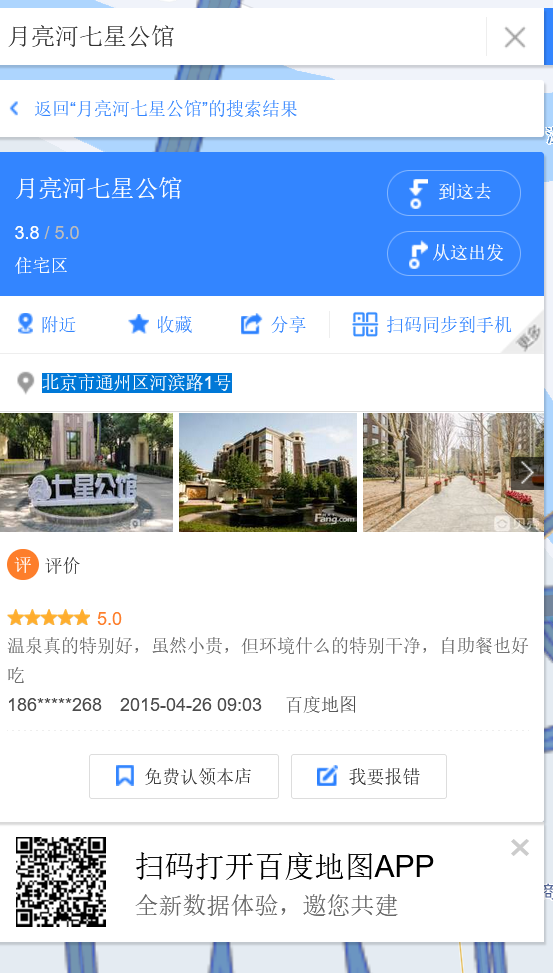 月亮河七星公馆
返回“月亮河七星公馆”的搜索结果
月亮河七星公馆
到这去
3.8 / 5.0
住宅区
从这出发
附近
收藏
分享
扫码同步到手机
更多
北京市通州区河滨路1号
七星公馆
Fang.com
贝壳
评 评价
5.0
温泉真的特别好，虽然小贵，但环境什么的特别干净，自助餐也好
吃
186*****268 2015-04-26 09:03 百度地图
免费认领本店
我要报错
扫码打开百度地图APP
全新数据体验，邀您共建